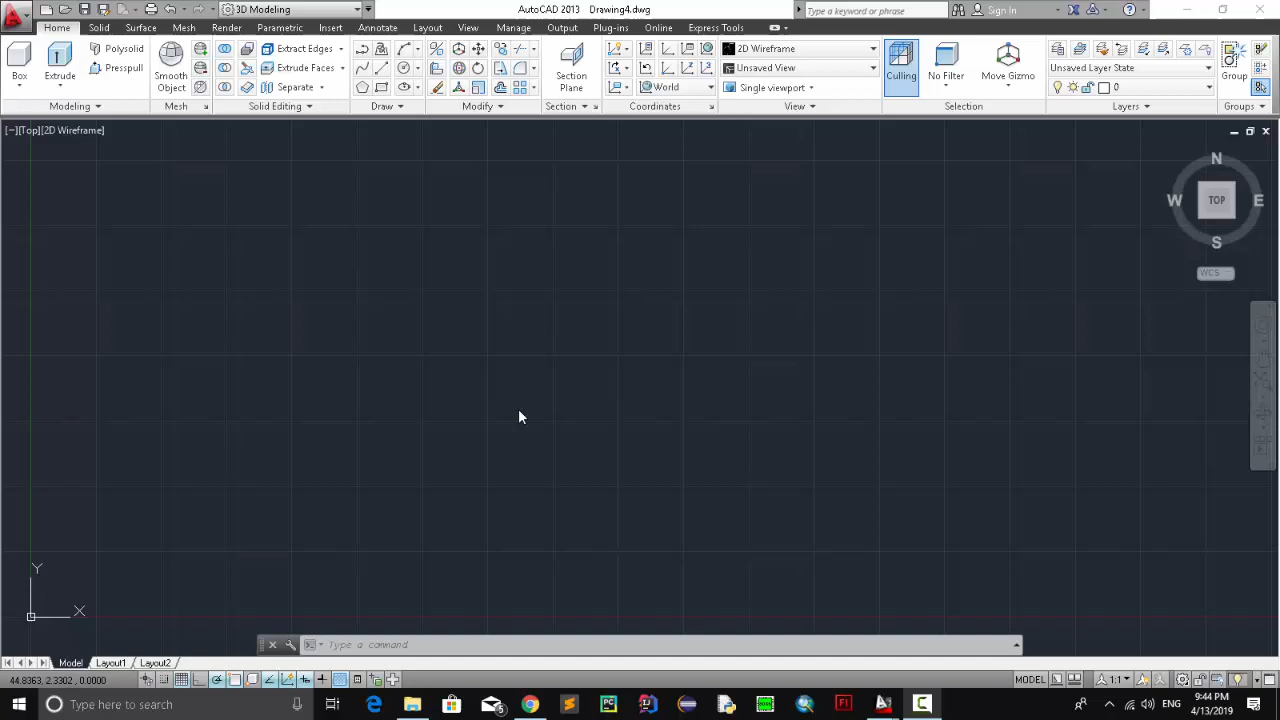 3D Modeling
AutoCAD 2013 Drawing4.dwg
Type a keyword or phrase
Sign In
Home Solid Surface Mesh Render Parametric Insert Annotate Layout View Manage Output Plug-ins Online Express Tools
Box
Extrude
Polysolid
Presspull
Smooth
Object
Extract Edges
Extrude Faces
Separate
Section
Plane
World
2D Wireframe
Unsaved View
Single viewport
Culling
No Filter
Move Gizmo
Unsaved Layer State
0
Group
Modeling Mesh Solid Editing Draw Modify Section Coordinates View Selection Layers Groups
[−][Top][2D Wireframe]
N
W TOP E
S
WCS
Y
X
Type a command
Model Layout1 Layout2
44.8363, 2.3302, 0.0000
MODEL
1:1
Type here to search
5
ENG
9:44 PM
4/13/2019